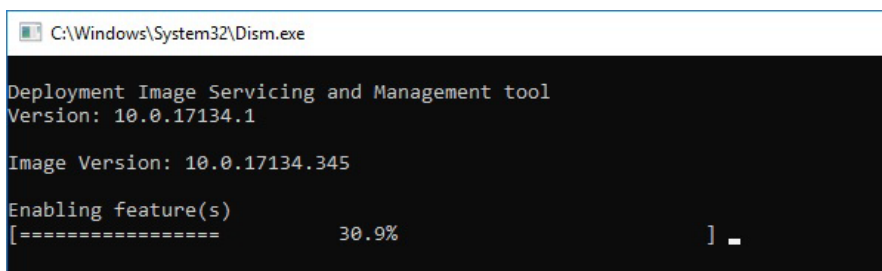 C:\Windows\System32\Dism.exe
Deployment Image Servicing and Management tool
Version: 10.0.17134.1
Image Version: 10.0.17134.345
Enabling feature(s)
[=================          30.9%                          ]